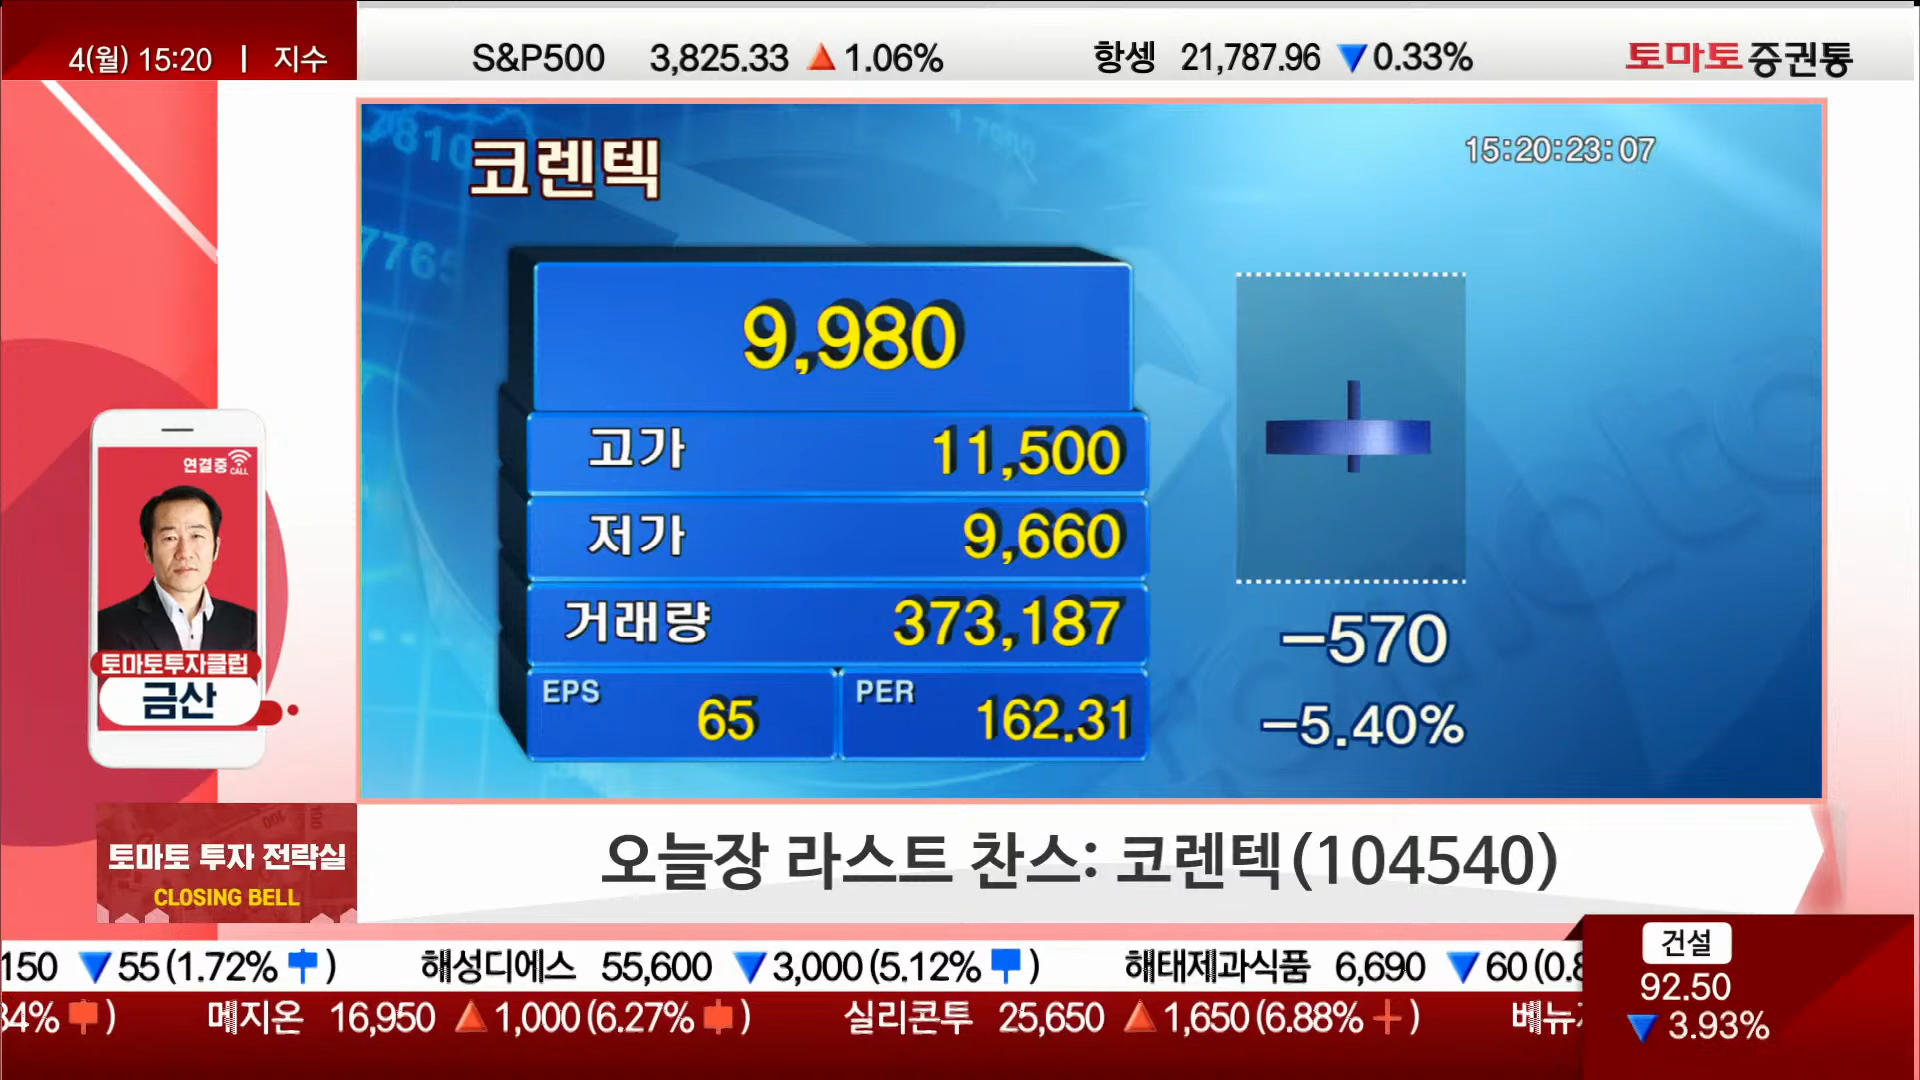 4(월) 15:20 | 지수
S&P500 3,825.33 ▲1.06% 항셍 21,787.96 ▼0.33%
토마토증권통
코렌텍
15:20:23:07
9,980
고가 11,500
저가 9,660
거래량 373,187
EPS 65 PER 162.31
-570
-5.40%
연결중
CALL
토마토투자클럽
금산
토마토 투자 전략실
CLOSING BELL
오늘장 라스트 찬스: 코렌텍(104540)
150 ▼55(1.72% ) 해성디에스 55,600 ▼3,000(5.12% ) 해태제과식품 6,690 ▼60(0.8
34% ) 메지온 16,950 ▲1,000(6.27% ) 실리콘투 25,650 ▲1,650(6.88% ) 베뉴
건설
92.50
▼3.93%